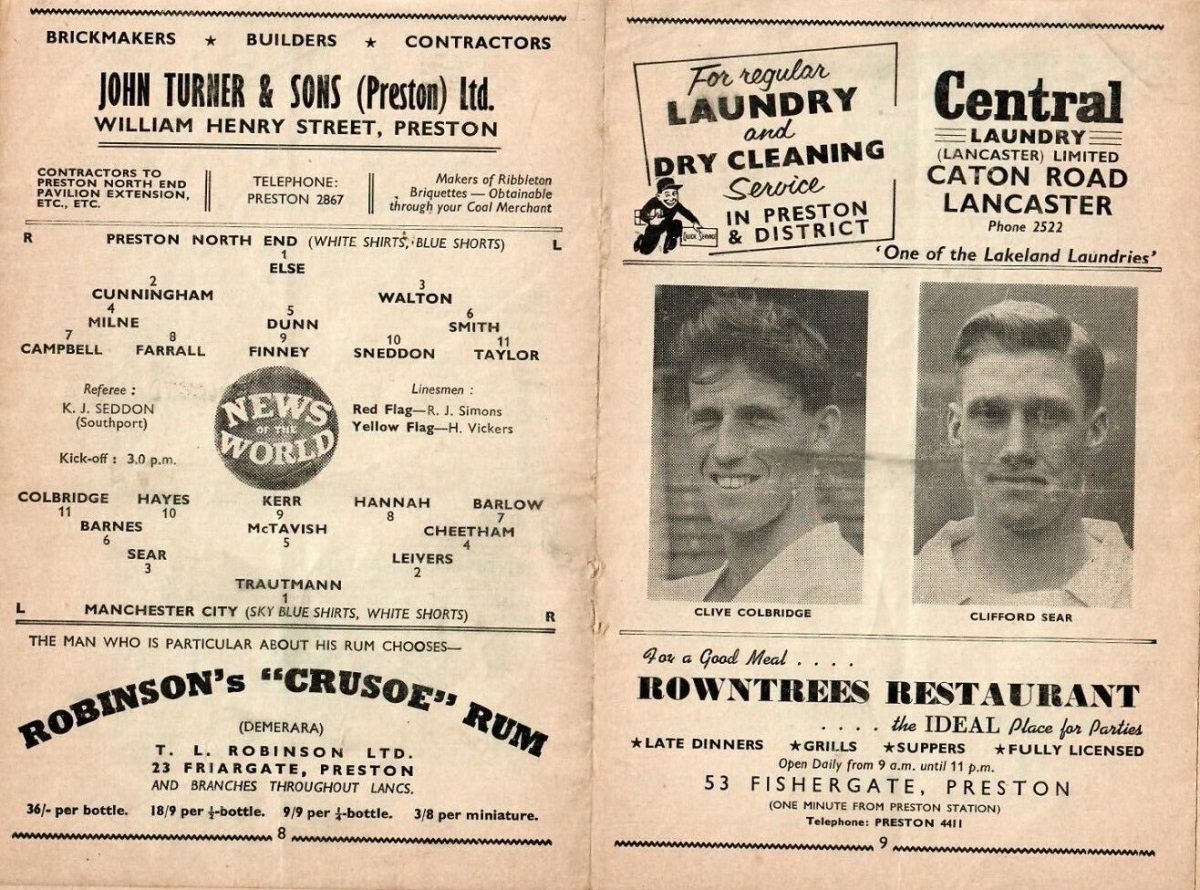 BRICKMAKERS ★ BUILDERS ★ CONTRACTORS
JOHN TURNER & SONS (Preston) Ltd.
WILLIAM HENRY STREET, PRESTON
CONTRACTORS TO
PRESTON NORTH END
PAVILION EXTENSION,
ETC., ETC.
TELEPHONE:
PRESTON 2867
Makers of Ribbleton
Briquettes — Obtainable
through your Coal Merchant
R PRESTON NORTH END (WHITE SHIRTS, BLUE SHORTS) L
1
ELSE
2 3
CUNNINGHAM WALTON
4 5 6
MILNE DUNN SMITH
7 8 9 10 11
CAMPBELL FARRALL FINNEY SNEDDON TAYLOR
Referee :
K. J. SEDDON
(Southport)
Kick-off : 3.0 p.m.
NEWS
OF THE
WORLD
Linesmen :
Red Flag—R. J. Simons
Yellow Flag—H. Vickers
COLBRIDGE HAYES KERR HANNAH BARLOW
11 10 9 8 7
BARNES McTAVISH CHEETHAM
6 5 4
SEAR LEIVERS
3 2
TRAUTMANN
1
L MANCHESTER CITY (SKY BLUE SHIRTS, WHITE SHORTS) R
THE MAN WHO IS PARTICULAR ABOUT HIS RUM CHOOSES—
ROBINSON's "CRUSOE" RUM
(DEMERARA)
T. L. ROBINSON LTD.
23 FRIARGATE, PRESTON
AND BRANCHES THROUGHOUT LANCS.
36/- per bottle. 18/9 per ½-bottle. 9/9 per ¼-bottle. 3/8 per miniature.
8
For regular
LAUNDRY
and
DRY CLEANING
Service
IN PRESTON
& DISTRICT
QUICK SERVICE
Central
LAUNDRY
(LANCASTER) LIMITED
CATON ROAD
LANCASTER
Phone 2522
'One of the Lakeland Laundries'
CLIVE COLBRIDGE
CLIFFORD SEAR
For a Good Meal . . . .
ROWNTREES RESTAURANT
. . . . the IDEAL Place for Parties
★LATE DINNERS ★GRILLS ★SUPPERS ★FULLY LICENSED
Open Daily from 9 a.m. until 11 p.m.
53 FISHERGATE, PRESTON
(ONE MINUTE FROM PRESTON STATION)
Telephone: PRESTON 4411
9